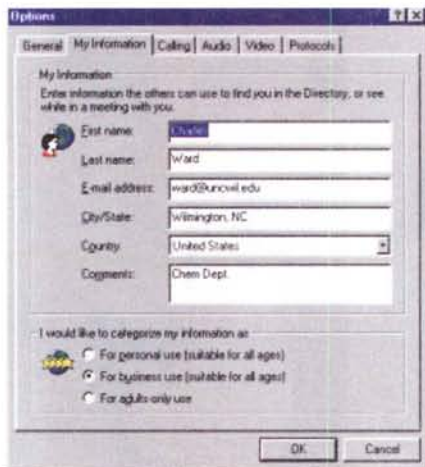 Options
General My Information Calling Audio Video Protocols
My Information
Enter information the others can use to find you in the Directory, or see
while in a meeting with you.
First name:
Last name: Ward
E-mail address: ward@uncwil.edu
City/State: Wilmington, NC
Country: United States
Comments: Chem Dept.
I would like to categorize my information as
For personal use (suitable for all ages)
For business use (suitable for all ages)
For adults-only use
OK Cancel